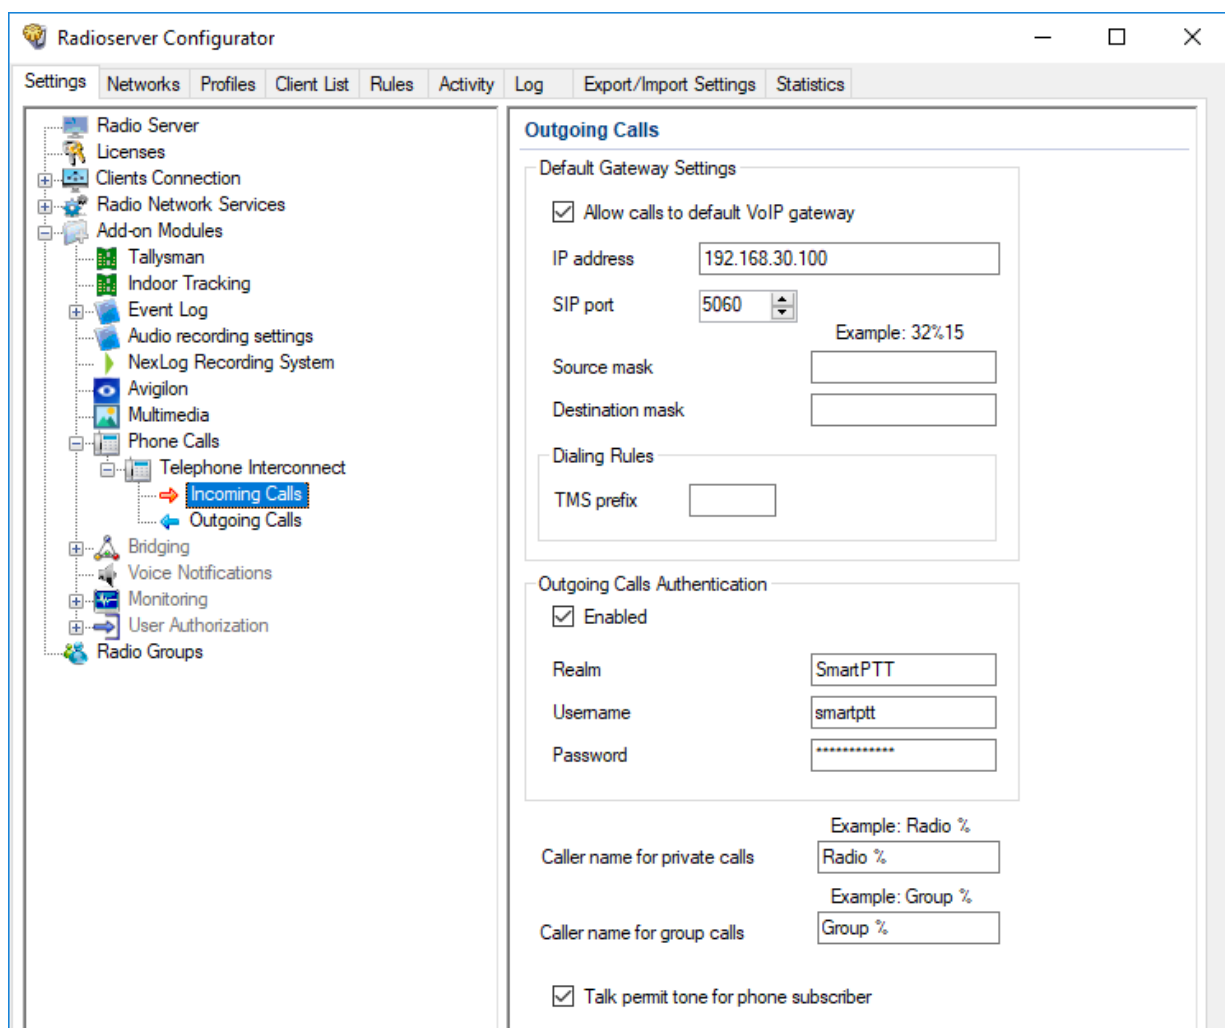 Radioserver Configurator
Settings Networks Profiles Client List Rules Activity Log Export/Import Settings Statistics
Radio Server
Licenses
Clients Connection
Radio Network Services
Add-on Modules
Tallysman
Indoor Tracking
Event Log
Audio recording settings
NexLog Recording System
Avigilon
Multimedia
Phone Calls
Telephone Interconnect
Incoming Calls
Outgoing Calls
Bridging
Voice Notifications
Monitoring
User Authorization
Radio Groups
Outgoing Calls
Default Gateway Settings
Allow calls to default VoIP gateway
IP address 192.168.30.100
SIP port 5060
Example: 32%15
Source mask
Destination mask
Dialing Rules
TMS prefix
Outgoing Calls Authentication
Enabled
Realm SmartPTT
Username smartptt
Password ************
Example: Radio %
Caller name for private calls Radio %
Example: Group %
Caller name for group calls Group %
Talk permit tone for phone subscriber